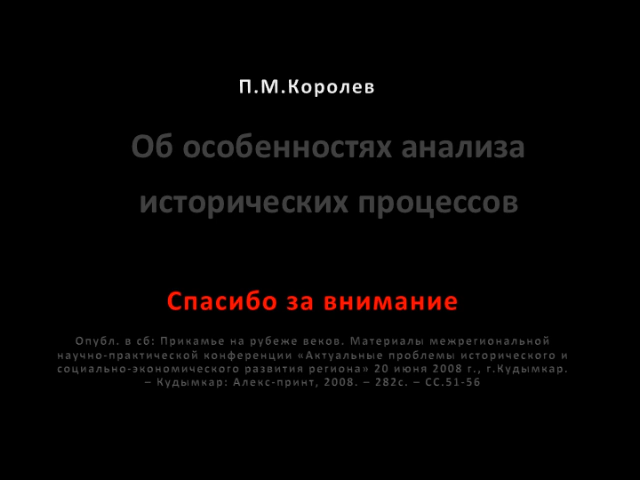 П.М.Королев
Об особенностях анализа
исторических процессов
Спасибо за внимание
Опубл. в сб: Прикамье на рубеже веков. Материалы межрегиональной
научно-практической конференции «Актуальные проблемы исторического и
социально-экономического развития региона» 20 июня 2008 г., г.Кудымкар.
– Кудымкар: Алекс-принт, 2008. – 282с. – СС.51-56